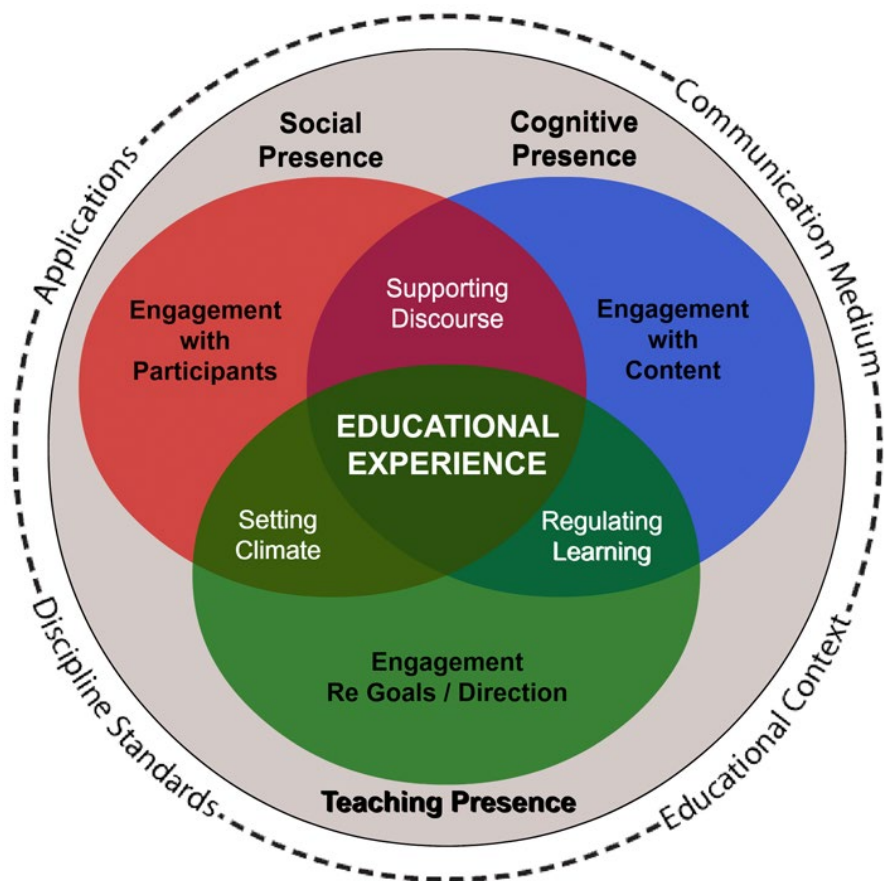 Communication Medium
Applications
Social
Presence
Cognitive
Presence
Engagement
with
Participants
Supporting
Discourse
Engagement
with
Content
EDUCATIONAL
EXPERIENCE
Setting
Climate
Regulating
Learning
Engagement
Re Goals / Direction
Teaching Presence
Discipline Standards
Educational Context